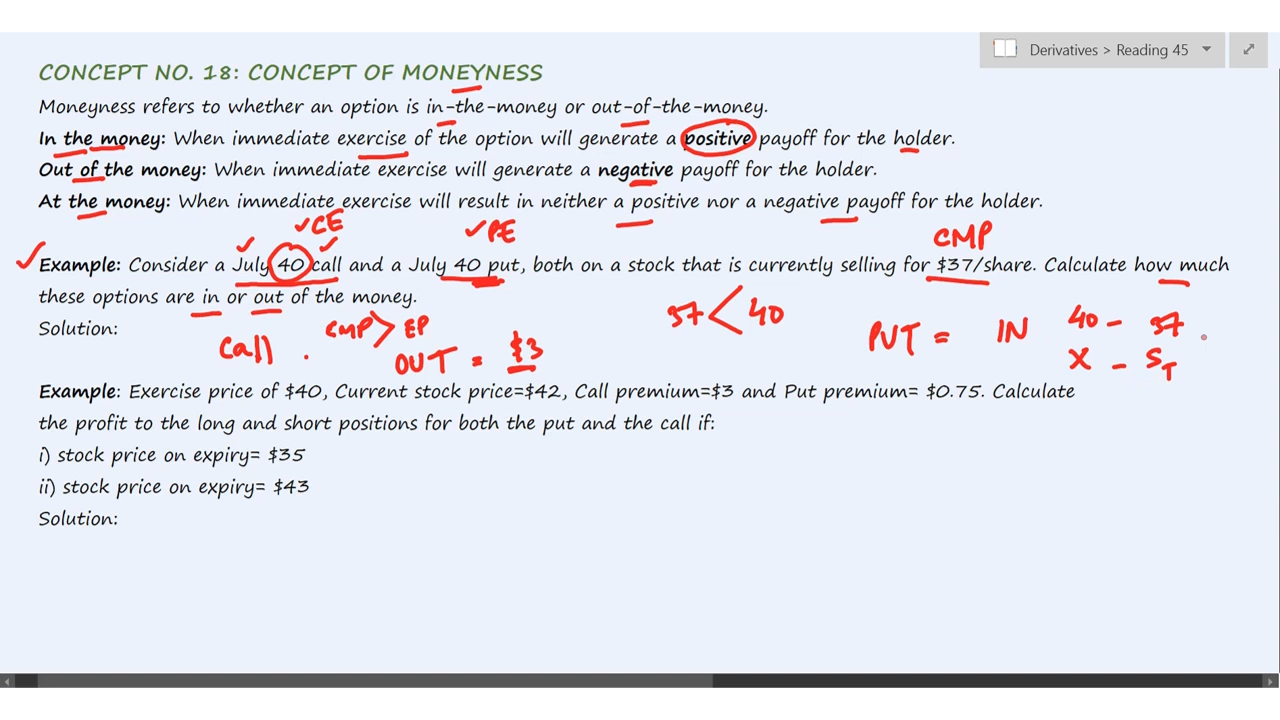 Derivatives > Reading 45
CONCEPT NO. 18: CONCEPT OF MONEYNESS
Moneyness refers to whether an option is in-the-money or out-of-the-money.
In the money: When immediate exercise of the option will generate a positive payoff for the holder.
Out of the money: When immediate exercise will generate a negative payoff for the holder.
At the money: When immediate exercise will result in neither a positive nor a negative payoff for the holder.
✓CE ✓PE CMP
Example: Consider a July 40 call and a July 40 put, both on a stock that is currently selling for $37/share. Calculate how much
these options are in or out of the money.
37 < 40
Solution:
Call . CMP > EP
OUT = $3
PUT = IN 40 - 37
X - ST
Example: Exercise price of $40, Current stock price=$42, Call premium=$3 and Put premium= $0.75. Calculate
the profit to the long and short positions for both the put and the call if:
i) stock price on expiry= $35
ii) stock price on expiry= $43
Solution: